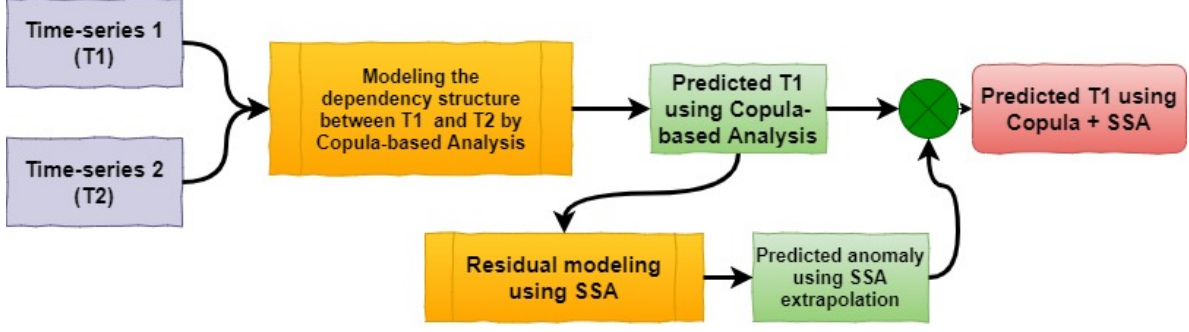 Time-series 1
(T1)
Time-series 2
(T2)
Modeling the
dependency structure
between T1 and T2 by
Copula-based Analysis
Predicted T1
using Copula-
based Analysis
Predicted T1 using
Copula + SSA
Residual modeling
using SSA
Predicted anomaly
using SSA
extrapolation